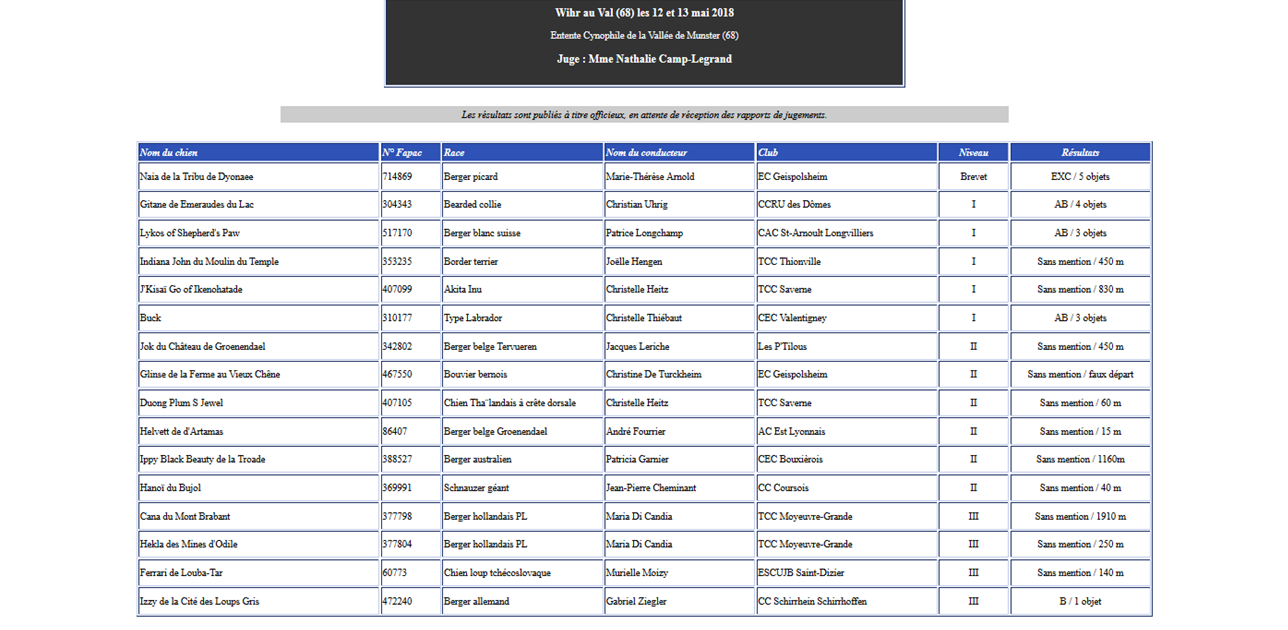 Wihr au Val (68) les 12 et 13 mai 2018
Entente Cynophile de la Vallée de Munster (68)
Juge : Mme Nathalie Camp-Legrand
Les résultats sont publiés à titre officieux, en attente de réception des rapports de jugements.
Nom du chien N° Fapac Race Nom du conducteur Club Niveau Résultats
Naia de la Tribu de Dyonaee 714869 Berger picard Marie-Thérèse Arnold EC Geispolsheim Brevet EXC / 5 objets
Gitane de Emeraudes du Lac 304343 Bearded collie Christian Uhrig CCRU des Dômes I AB / 4 objets
Lykos of Shepherd's Paw 517170 Berger blanc suisse Patrice Longchamp CAC St-Arnoult Longvilliers I AB / 3 objets
Indiana John du Moulin du Temple 353235 Border terrier Joëlle Hengen TCC Thionville I Sans mention / 450 m
J'Kisaï Go of Ikenohatade 407099 Akita Inu Christelle Heitz TCC Saverne I Sans mention / 830 m
Buck 310177 Type Labrador Christelle Thiébaut CEC Valentigney I AB / 3 objets
Jok du Château de Groenendael 342802 Berger belge Tervueren Jacques Leriche Les P'Tilous II Sans mention / 450 m
Glinse de la Ferme au Vieux Chêne 467550 Bouvier bernois Christine De Turckheim EC Geispolsheim II Sans mention / faux départ
Duong Plum S Jewel 407105 Chien Tha¨landais à crête dorsale Christelle Heitz TCC Saverne II Sans mention / 60 m
Helvett de d'Artamas 86407 Berger belge Groenendael André Fourrier AC Est Lyonnais II Sans mention / 15 m
Ippy Black Beauty de la Troade 388527 Berger australien Patricia Garnier CEC Bouxièrois II Sans mention / 1160m
Hanoï du Bujol 369991 Schnauzer géant Jean-Pierre Cheminant CC Coursois II Sans mention / 40 m
Cana du Mont Brabant 377798 Berger hollandais PL Maria Di Candia TCC Moyeuvre-Grande III Sans mention / 1910 m
Hekla des Mines d'Odile 377804 Berger hollandais PL Maria Di Candia TCC Moyeuvre-Grande III Sans mention / 250 m
Ferrari de Louba-Tar 60773 Chien loup tchécoslovaque Murielle Moizy ESCUJB Saint-Dizier III Sans mention / 140 m
Izzy de la Cité des Loups Gris 472240 Berger allemand Gabriel Ziegler CC Schirrhein Schirrhoffen III B / 1 objet